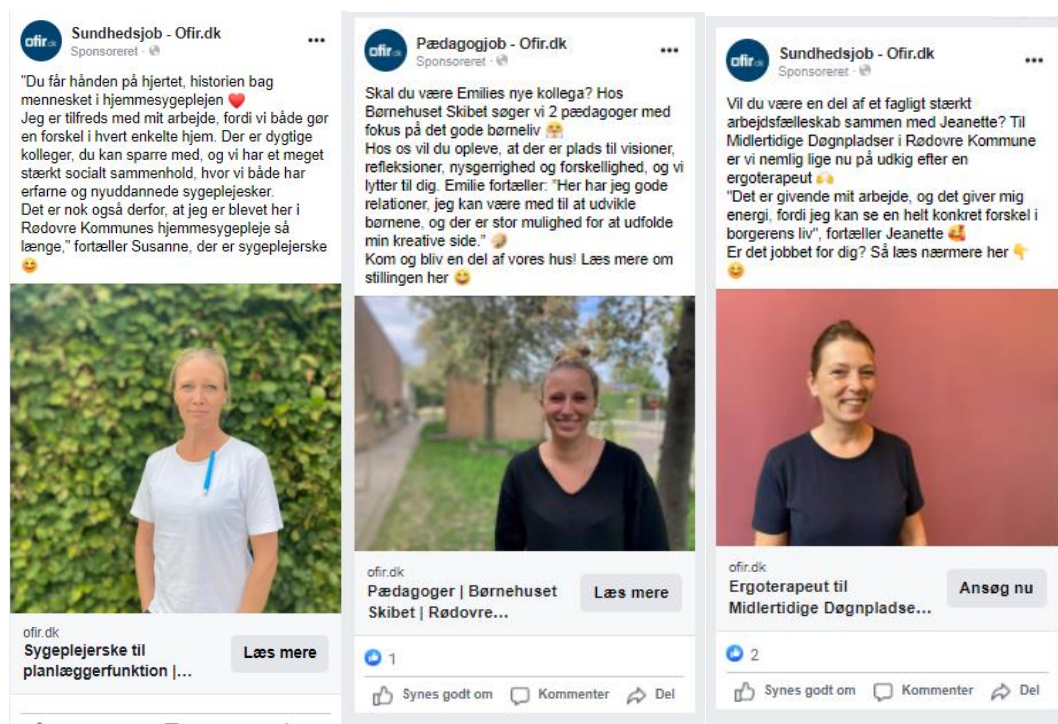 ofir.dk
Sundhedsjob - Ofir.dk
Sponsoreret ·
"Du får hånden på hjertet, historien bag
mennesket i hjemmesygeplejen ❤️
Jeg er tilfreds med mit arbejde, fordi vi både gør
en forskel i hvert enkelte hjem. Der er dygtige
kolleger, du kan sparre med, og vi har et meget
stærkt socialt sammenhold, hvor vi både har
erfarne og nyuddannede sygeplejesker.
Det er nok også derfor, at jeg er blevet her i
Rødovre Kommunes hjemmesygepleje så
længe," fortæller Susanne, der er sygeplejerske
😊
ofir.dk
Sygeplejerske til
planlæggerfunktion |...
Læs mere
ofir.dk
Pædagogjob - Ofir.dk
Sponsoreret ·
Skal du være Emilies nye kollega? Hos
Børnehuset Skibet søger vi 2 pædagoger med
fokus på det gode børneliv 🤗
Hos os vil du opleve, at der er plads til visioner,
refleksioner, nysgerrighed og forskellighed, og vi
lytter til dig. Emilie fortæller: "Her har jeg gode
relationer, jeg kan være med til at udvikle
børnene, og der er stor mulighed for at udfolde
min kreative side."
Kom og bliv en del af vores hus! Læs mere om
stillingen her 😄
ofir.dk
Pædagoger | Børnehuset
Skibet | Rødovre...
Læs mere
1
Synes godt om Kommenter Del
ofir.dk
Sundhedsjob - Ofir.dk
Sponsoreret ·
Vil du være en del af et fagligt stærkt
arbejdsfælleskab sammen med Jeanette? Til
Midlertidige Døgnpladser i Rødovre Kommune
er vi nemlig lige nu på udkig efter en
ergoterapeut 🙌
"Det er givende mit arbejde, og det giver mig
energi, fordi jeg kan se en helt konkret forskel i
borgerens liv", fortæller Jeanette 🥰
Er det jobbet for dig? Så læs nærmere her 👇
😊
ofir.dk
Ergoterapeut til
Midlertidige Døgnpladse...
Ansøg nu
2
Synes godt om Kommenter Del